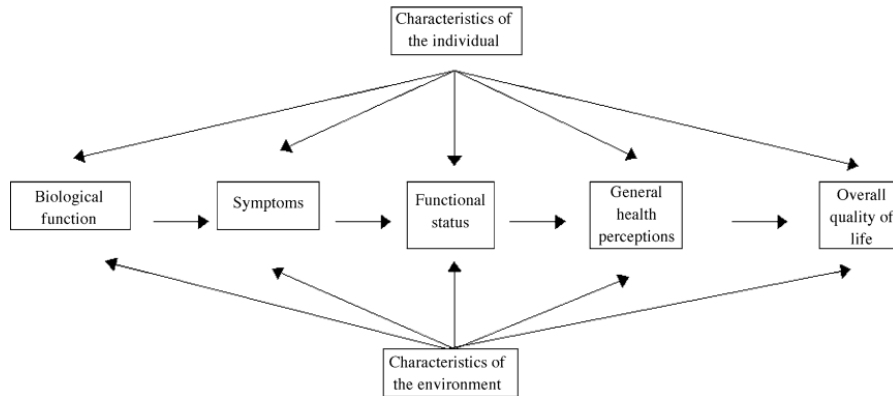 Characteristics of
the individual
Biological
function
Symptoms
Functional
status
General
health
perceptions
Overall
quality of
life
Characteristics of
the environment